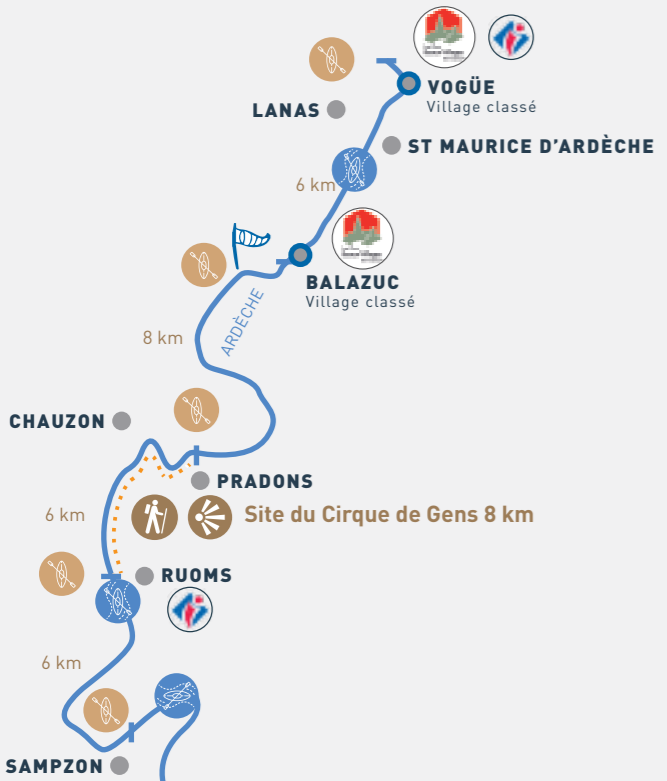 VOGÜE
Village classé
LANAS
ST MAURICE D'ARDÈCHE
6 km
BALAZUC
Village classé
ARDÈCHE
8 km
CHAUZON
PRADONS
Site du Cirque de Gens 8 km
6 km
RUOMS
6 km
SAMPZON